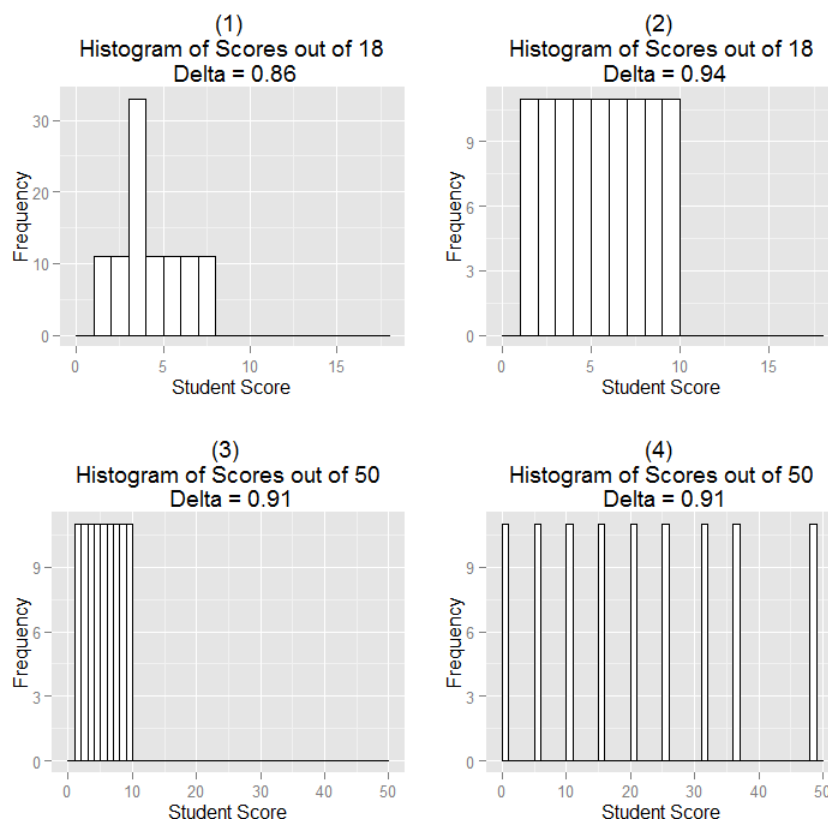 (1)
Histogram of Scores out of 18
Delta = 0.86
30
20
10
0
Frequency
0 5 10 15
Student Score
(2)
Histogram of Scores out of 18
Delta = 0.94
9
6
3
0
Frequency
0 5 10 15
Student Score
(3)
Histogram of Scores out of 50
Delta = 0.91
9
6
3
0
Frequency
0 10 20 30 40 50
Student Score
(4)
Histogram of Scores out of 50
Delta = 0.91
9
6
3
0
Frequency
0 10 20 30 40 50
Student Score